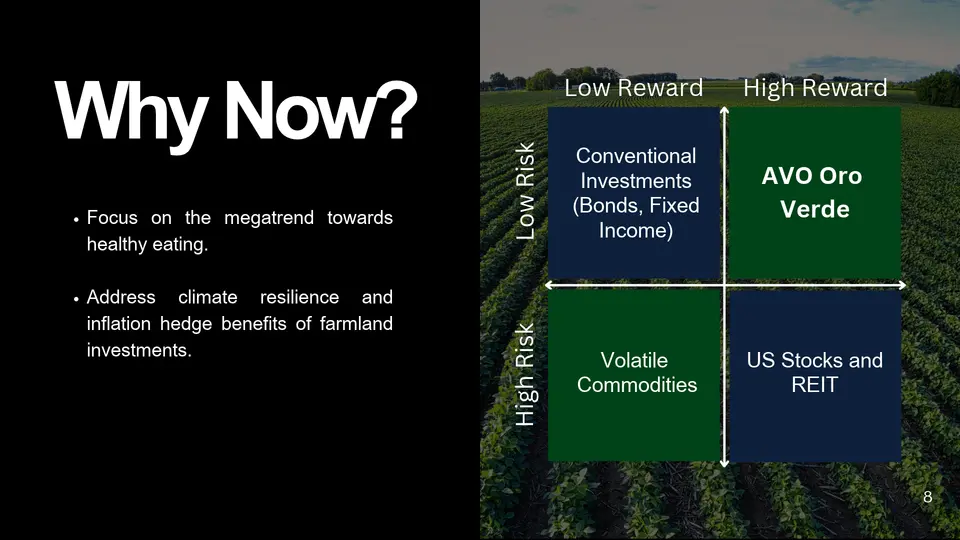 Why Now?
• Focus on the megatrend towards
healthy eating.
• Address climate resilience and
inflation hedge benefits of farmland
investments.
Low Reward
High Reward
Low Risk
Conventional
Investments
(Bonds, Fixed
Income)
AVO Oro
Verde
High Risk
Volatile
Commodities
US Stocks and
REIT
8